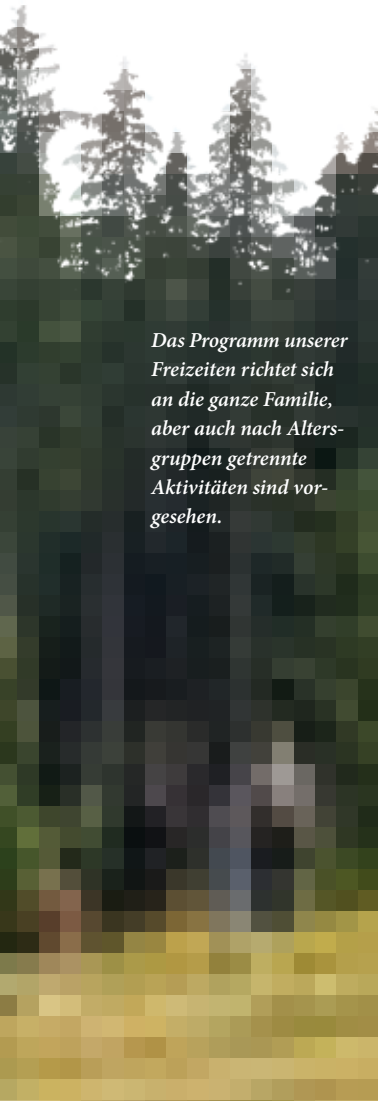 Das Programm unserer
Freizeiten richtet sich
an die ganze Familie,
aber auch nach Alters-
gruppen getrennte
Aktivitäten sind vor-
gesehen.